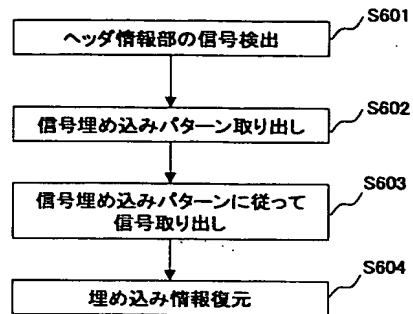 S601
ヘッダ情報部の信号検出
S602
信号埋め込みパターン取り出し
S603
信号埋め込みパターンに従って
信号取り出し
S604
埋め込み情報復元